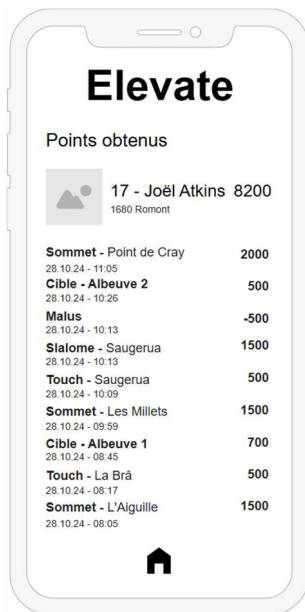 Elevate
Points obtenus
17 - Joël Atkins 8200
1680 Romont
Sommet - Point de Cray 2000
28.10.24 - 11:05
Cible - Albeuve 2 500
28.10.24 - 10:26
Malus -500
28.10.24 - 10:13
Slalome - Saugerua 1500
28.10.24 - 10:13
Touch - Saugerua 500
28.10.24 - 10:09
Sommet - Les Millets 1500
28.10.24 - 09:59
Cible - Albeuve 1 700
28.10.24 - 08:45
Touch - La Brâ 500
28.10.24 - 08:17
Sommet - L'Aiguille 1500
28.10.24 - 08:05